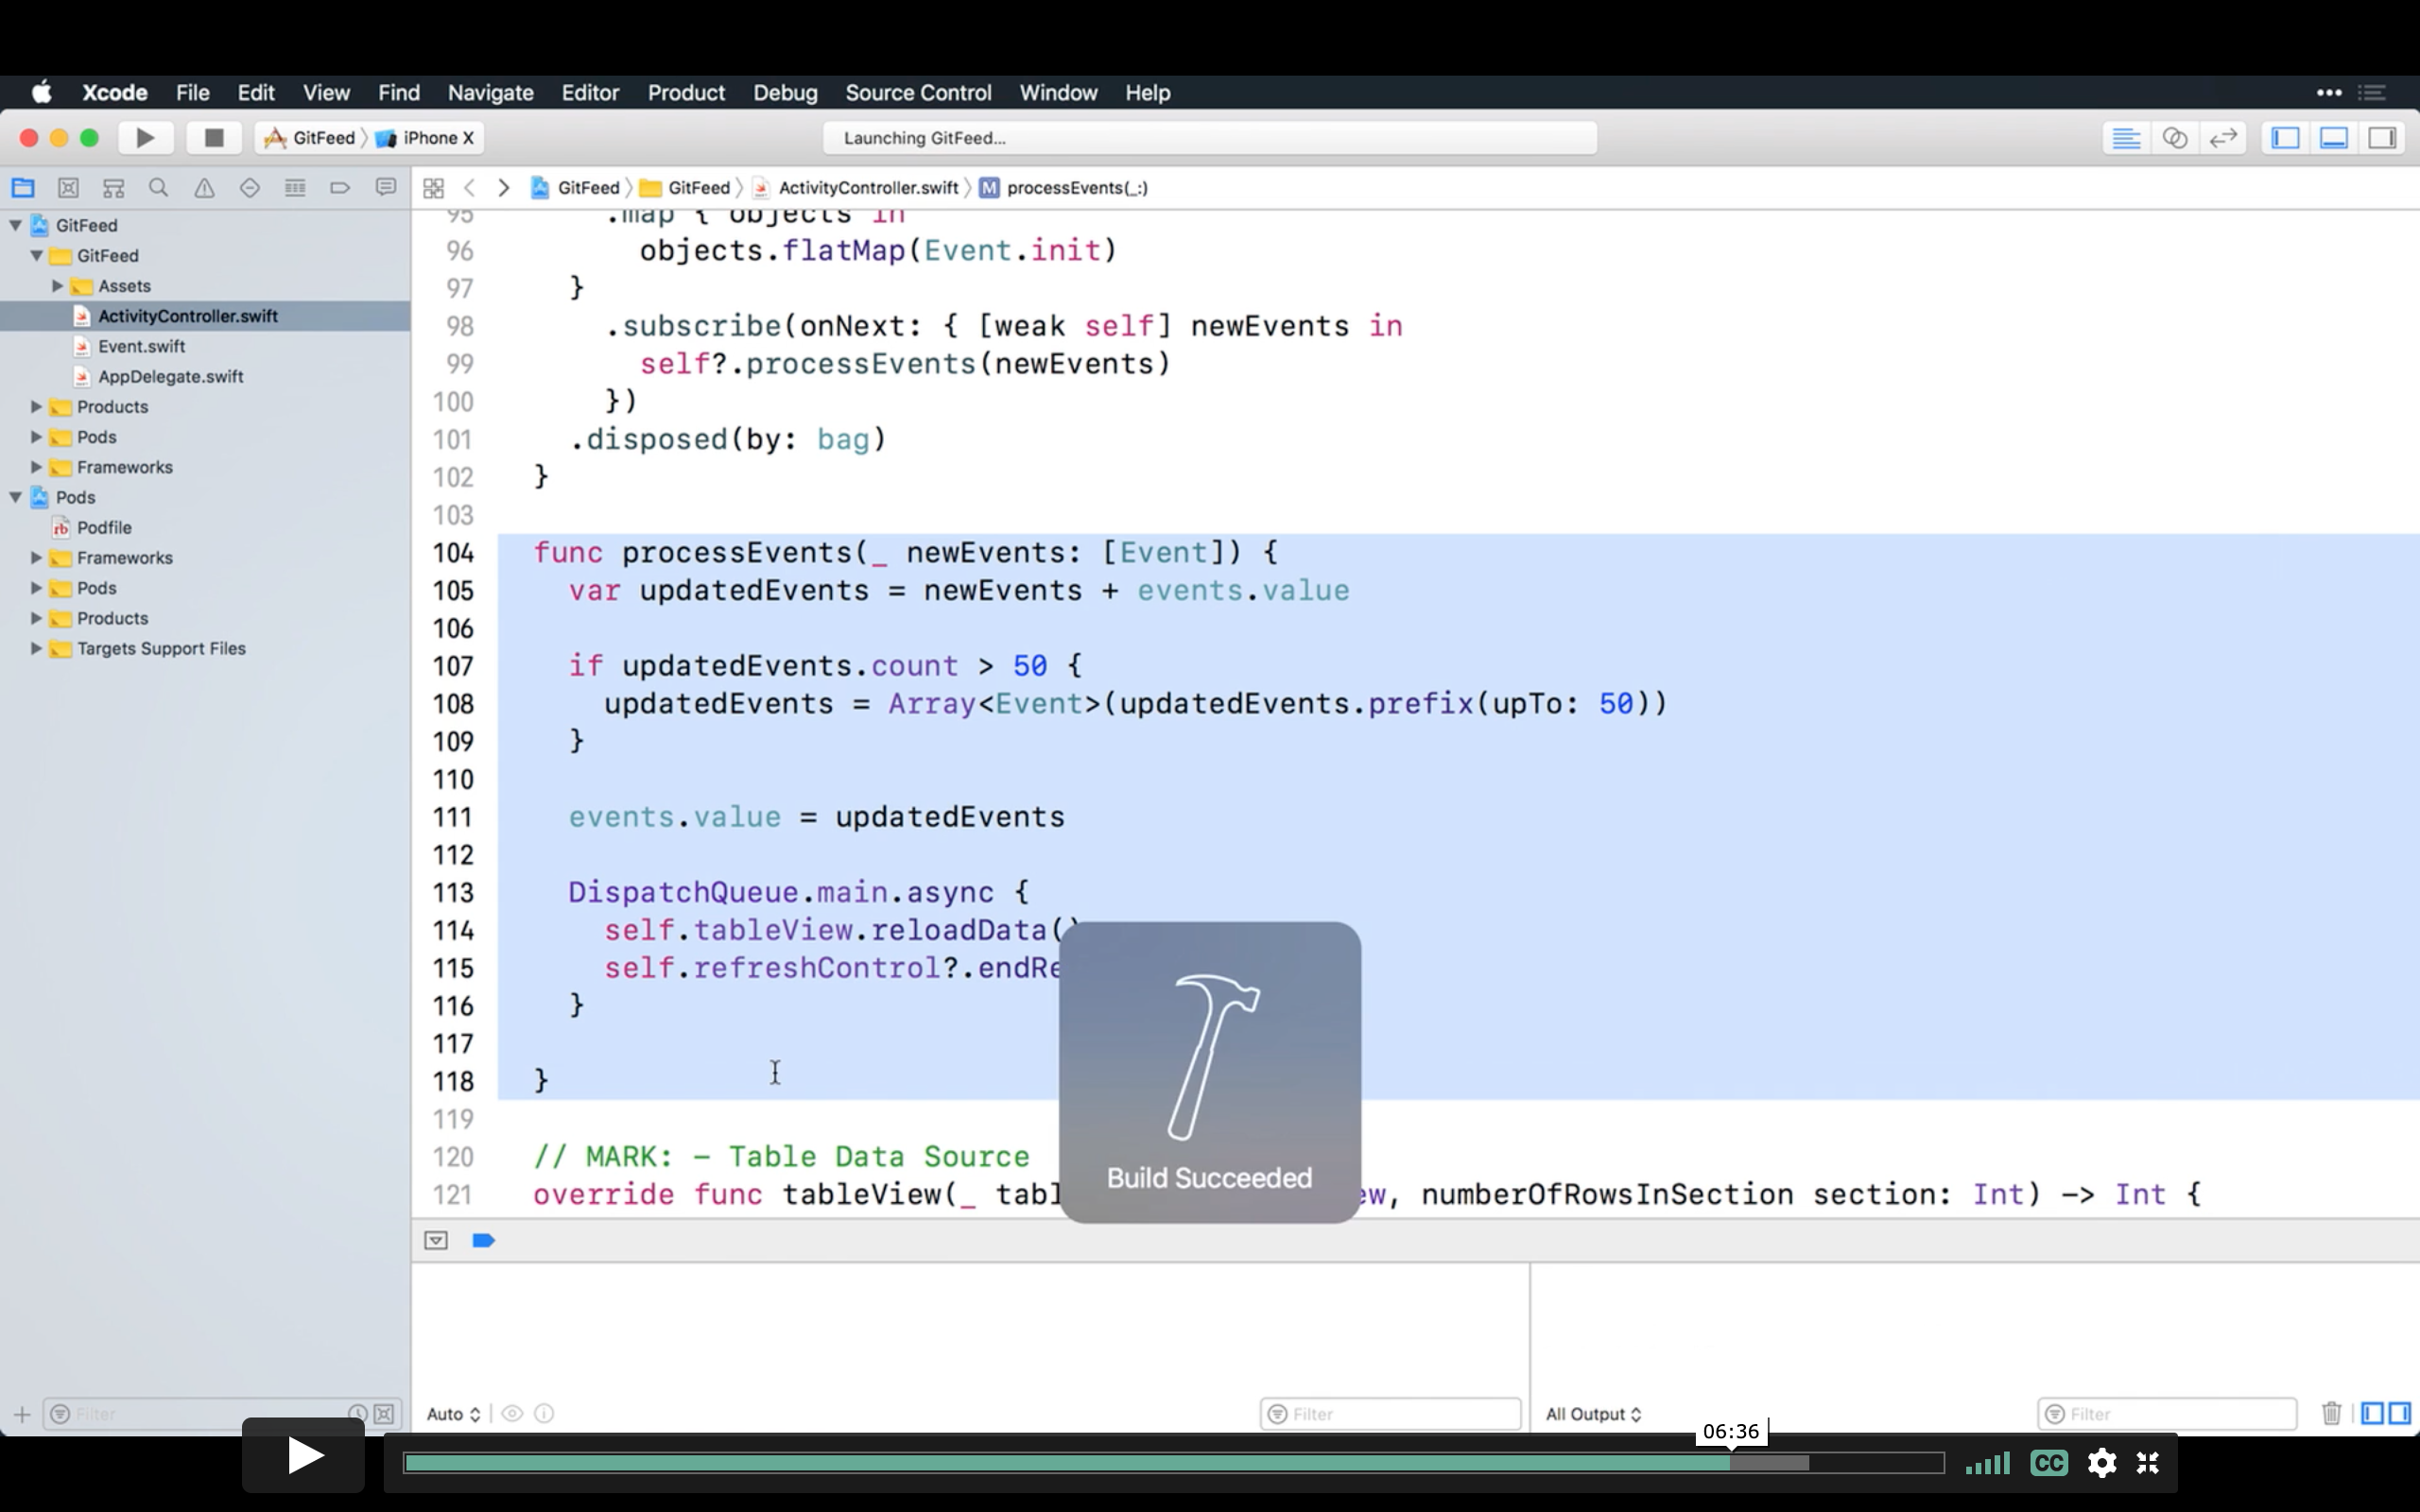 Xcode File Edit View Find Navigate Editor Product Debug Source Control Window Help
GitFeed iPhone X
Launching GitFeed...
GitFeed GitFeed ActivityController.swift M processEvents(_:)
GitFeed
GitFeed
Assets
ActivityController.swift
Event.swift
AppDelegate.swift
Products
Pods
Frameworks
Pods
rb Podfile
Frameworks
Pods
Products
Targets Support Files
95 .map { objects in
96 objects.flatMap(Event.init)
97 }
98 .subscribe(onNext: { [weak self] newEvents in
99 self?.processEvents(newEvents)
100 })
101 .disposed(by: bag)
102 }
103
104 func processEvents(_ newEvents: [Event]) {
105 var updatedEvents = newEvents + events.value
106
107 if updatedEvents.count > 50 {
108 updatedEvents = Array<Event>(updatedEvents.prefix(upTo: 50))
109 }
110
111 events.value = updatedEvents
112
113 DispatchQueue.main.async {
114 self.tableView.reloadData()
115 self.refreshControl?.endRe
116 }
117
118 }
119
120 // MARK: - Table Data Source
121 override func tableView(_ tabl ew, numberOfRowsInSection section: Int) -> Int {
Build Succeeded
Filter
Auto
Filter
All Output
Filter
06:36
CC